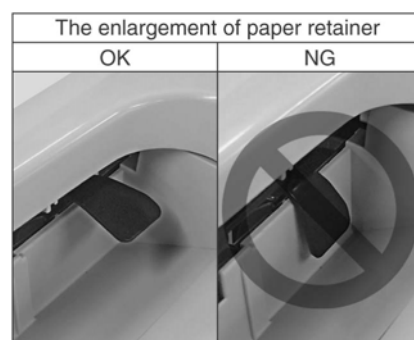 The enlargement of paper retainer
OK
NG